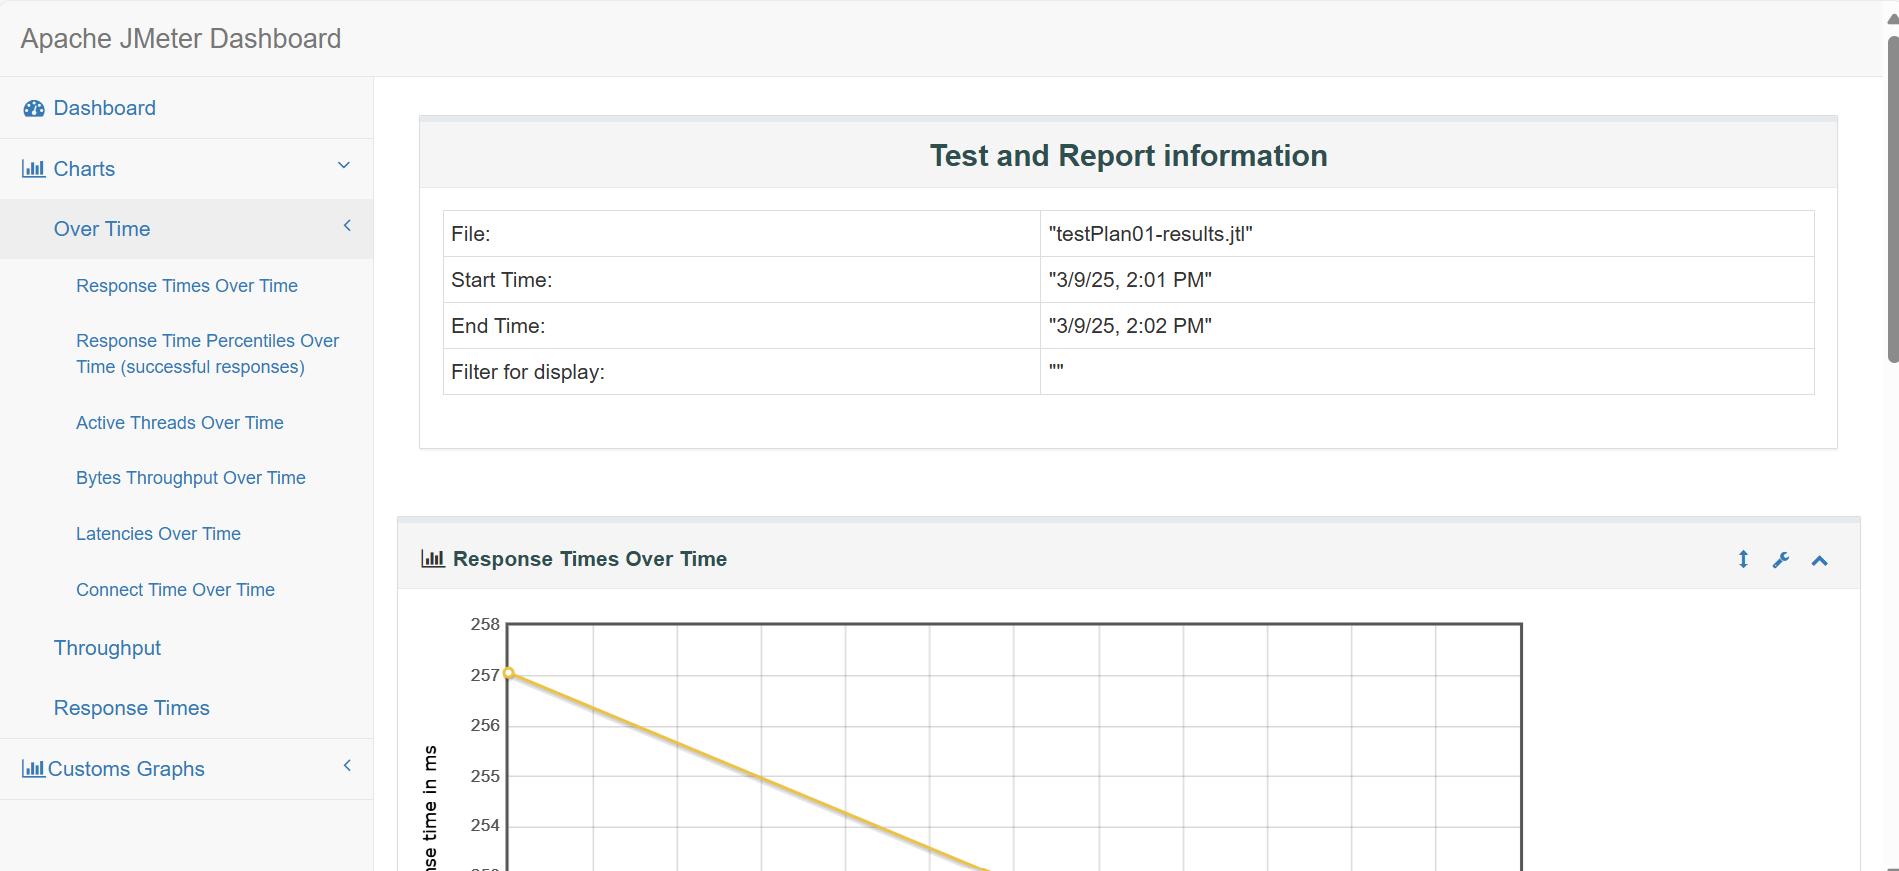 Apache JMeter Dashboard
Dashboard
Charts
Over Time
Response Times Over Time
Response Time Percentiles Over
Time (successful responses)
Active Threads Over Time
Bytes Throughput Over Time
Latencies Over Time
Connect Time Over Time
Throughput
Response Times
Customs Graphs
Test and Report information
File: "testPlan01-results.jtl"
Start Time: "3/9/25, 2:01 PM"
End Time: "3/9/25, 2:02 PM"
Filter for display: ""
Response Times Over Time
258
257
256
255
254
time in ms